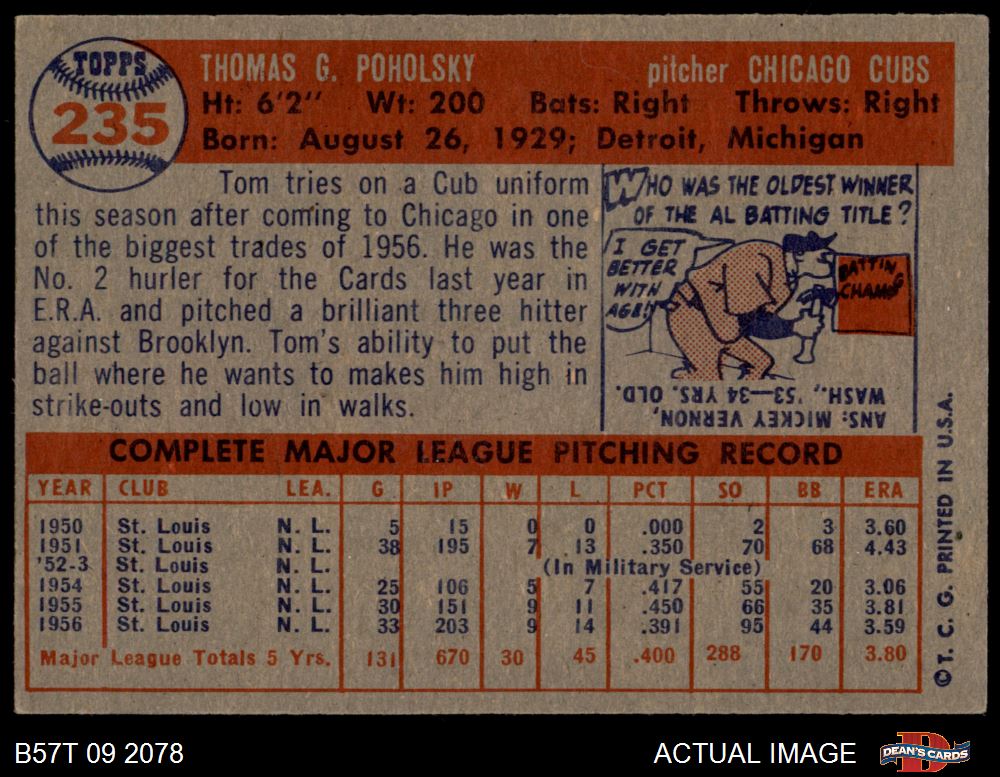 TOPPS
235
THOMAS G. POHOLSKY pitcher CHICAGO CUBS
Ht: 6'2" Wt: 200 Bats: Right Throws: Right
Born: August 26, 1929; Detroit, Michigan
Tom tries on a Cub uniform
this season after coming to Chicago in one
of the biggest trades of 1956. He was the
No. 2 hurler for the Cards last year in
E.R.A. and pitched a brilliant three hitter
against Brooklyn. Tom's ability to put the
ball where he wants to makes him high in
strike-outs and low in walks.
WHO WAS THE OLDEST WINNER
OF THE AL BATTING TITLE?
I GET
BETTER
WITH
AGE!
BATTIN
CHAMP
ANS: MICKEY VERNON,
WASH., '53—34 YRS. OLD.
COMPLETE MAJOR LEAGUE PITCHING RECORD
YEAR CLUB LEA. G IP W L PCT SO BB ERA
1950 St. Louis N. L. 5 15 0 0 .000 2 3 3.60
1951 St. Louis N. L. 38 195 7 13 .350 70 68 4.43
'52-3 St. Louis N. L. (In Military Service)
1954 St. Louis N. L. 25 106 5 7 .417 55 20 3.06
1955 St. Louis N. L. 30 151 9 11 .450 66 35 3.81
1956 St. Louis N. L. 33 203 9 14 .391 95 44 3.59
Major League Totals 5 Yrs. 131 670 30 45 .400 288 170 3.80
© T. C. G. PRINTED IN U.S.A.
B57T 09 2078 ACTUAL IMAGE
D
DEAN'S CARDS